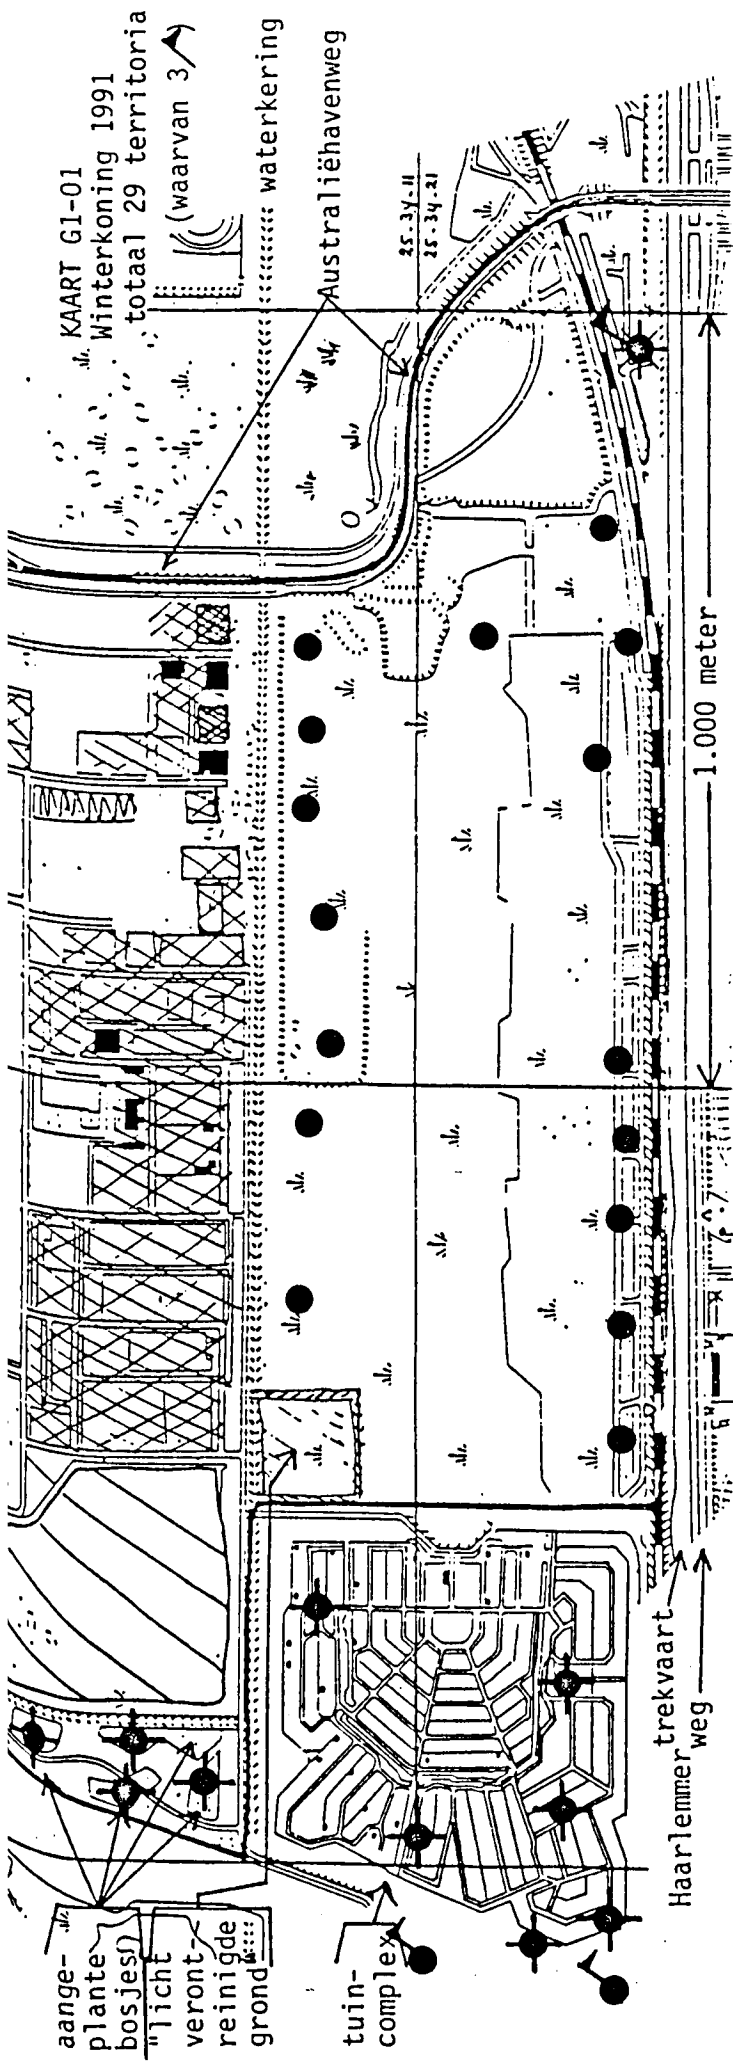 KAART G1-01
Winterkoning 1991
totaal 29 territoria
(waarvan 3 )
waterkering
Australiëhavenweg
25-34-11
25-34-21
1.000 meter
aange-
plante
bosjes()
"licht
veront-
reinigde
grond"
tuin-
complex
Haarlemmer trekvaart
weg